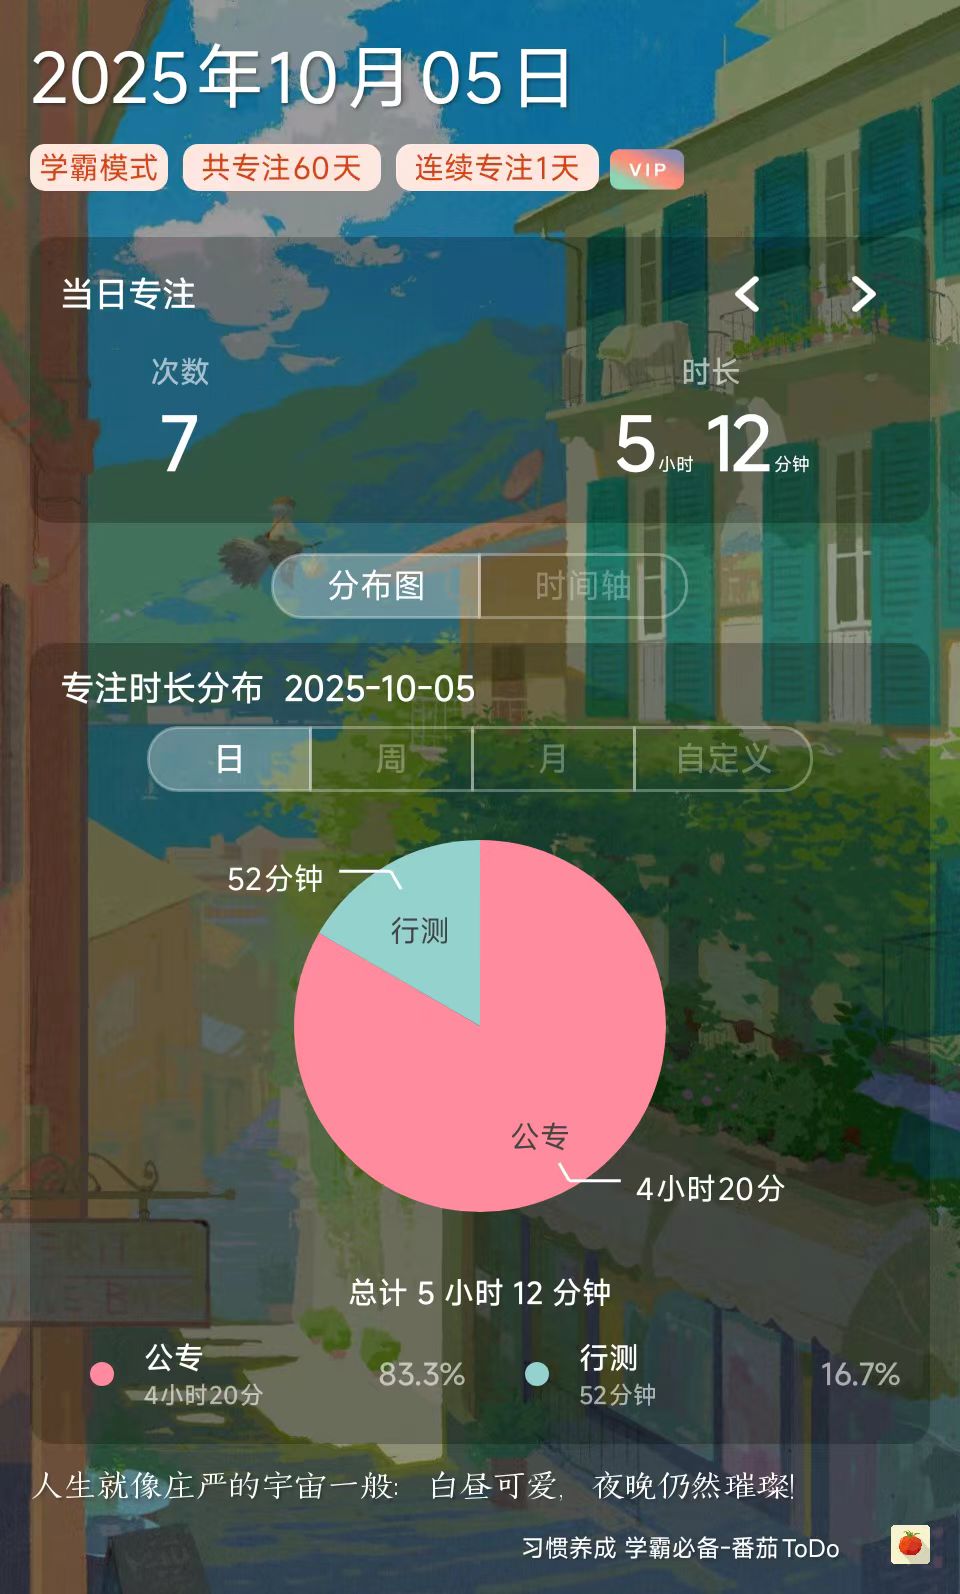 2025年10月05日
学霸模式 共专注60天 连续专注1天 VIP
当日专注
次数 时长
7 5小时 12分钟
分布图 时间轴
专注时长分布 2025-10-05
日 周 月 自定义
52分钟
行测
公专
4小时20分
总计 5 小时 12 分钟
公专 83.3% 行测 16.7%
4小时20分 52分钟
人生就像庄严的宇宙一般: 白昼可爱, 夜晚仍然璀璨!
习惯养成 学霸必备-番茄ToDo